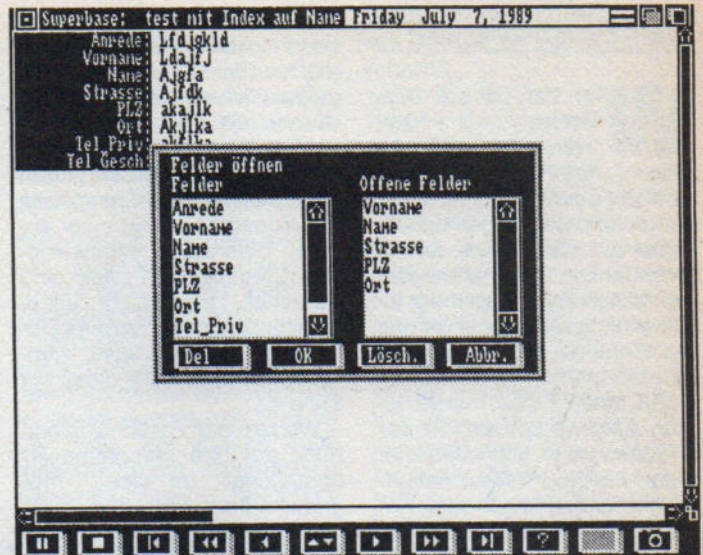 Superbase: test mit Index auf Name Friday July 7, 1989
Anrede: Lfdjgkld
Vorname: Ldajfj
Name: Ajgfa
Strasse: Ajfdk
PLZ: akajlk
Ort: Akjlka
Tel_Priv:
Tel_Gesch:
Felder öffnen
Felder
Offene Felder
Anrede
Vorname
Name
Strasse
PLZ
Ort
Tel_Priv
Vorname
Name
Strasse
PLZ
Ort
Del OK Lösch. Abbr.
?